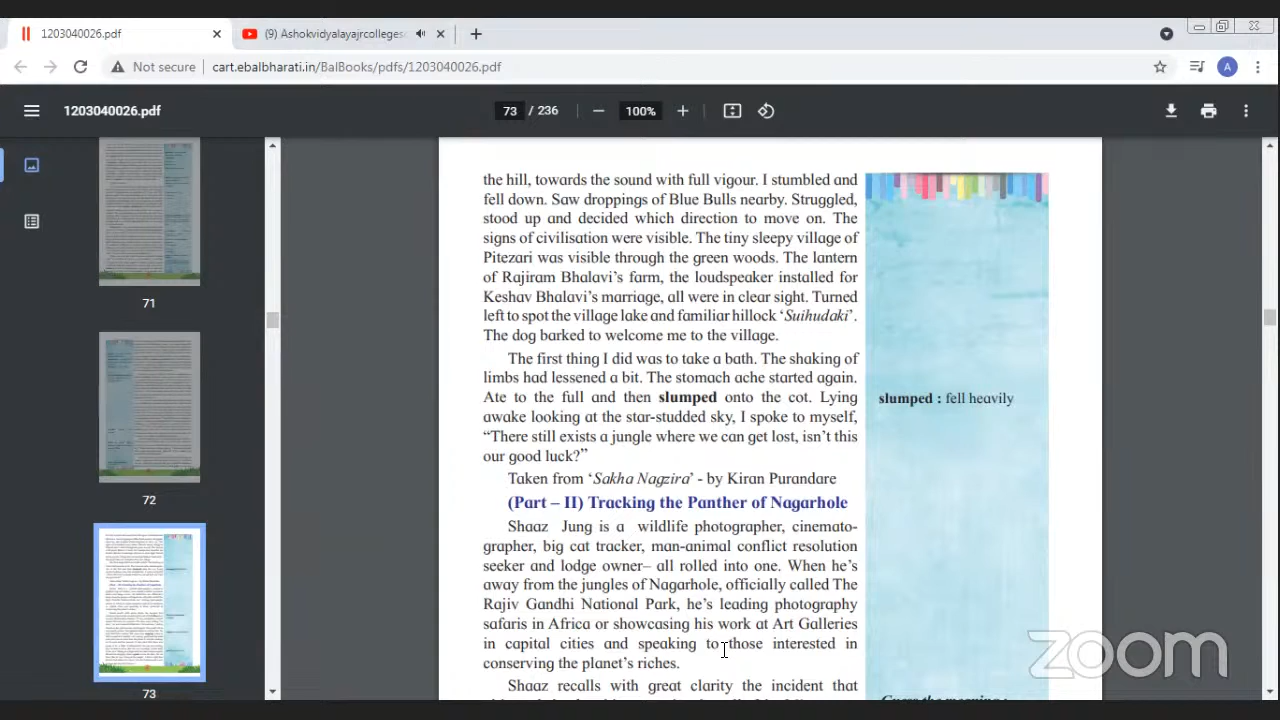 1203040026.pdf
(9) Ashokvidyalayajrcolleges
Not secure
cart.ebalbharati.in/BalBooks/pdfs/1203040026.pdf
A
1203040026.pdf
73 / 236
100%
71
72
73
the hill, towards the sound with full vigour. I stumbled and
fell down. Saw droppings of Blue Bulls nearby. Struggled,
stood up and decided which direction to move on. The
signs of civilisation were visible. The tiny sleepy village of
Pitezari was visible through the green woods. The lantern
of Rajiram Bhalavi's farm, the loudspeaker installed for
Keshav Bhalavi's marriage, all were in clear sight. Turned
left to spot the village lake and familiar hillock ‘Suihudaki’.
The dog barked to welcome me to the village.
The first thing I did was to take a bath. The shaking of
limbs had lessened a bit. The stomach ache started again.
Ate to the full and then slumped onto the cot. Lying
awake looking at the star-studded sky, I spoke to myself,
“There still exists a jungle where we can get lost, isn't this
our good luck?”
Taken from ‘Sakha Nagzira’ - by Kiran Purandare
(Part – II) Tracking the Panther of Nagarhole
Shaaz Jung is a wildlife photographer, cinemato-
grapher, big cat tracker, man-animal conflict resolution
seeker and lodge owner– all rolled into one. When he's
away from the jungles of Nagarhole, officially called The
Rajiv Gandhi National Park, he's leading photography
safaris in Africa or showcasing his work at Art Galleries
in capital cities, and speaking to those interested in
conserving the planet's riches.
Shaaz recalls with great clarity the incident that
slumped : fell heavily
Guess the meaning :
zoom